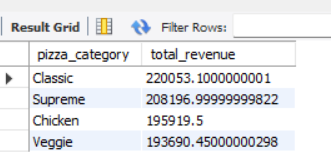 Result Grid Filter Rows:
pizza_category total_revenue
Classic 220053.1000000001
Supreme 208196.99999999822
Chicken 195919.5
Veggie 193690.45000000298